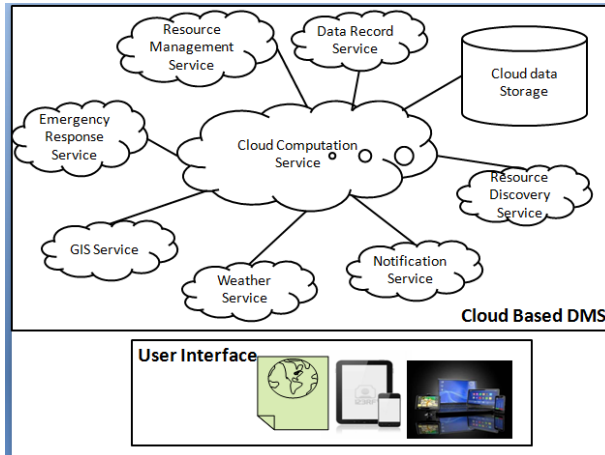 Resource
Management
Service
Data Record
Service
Cloud data
Storage
Emergency
Response
Service
Cloud Computation
Service
Resource
Discovery
Service
GIS Service
Weather
Service
Notification
Service
Cloud Based DMS
User Interface